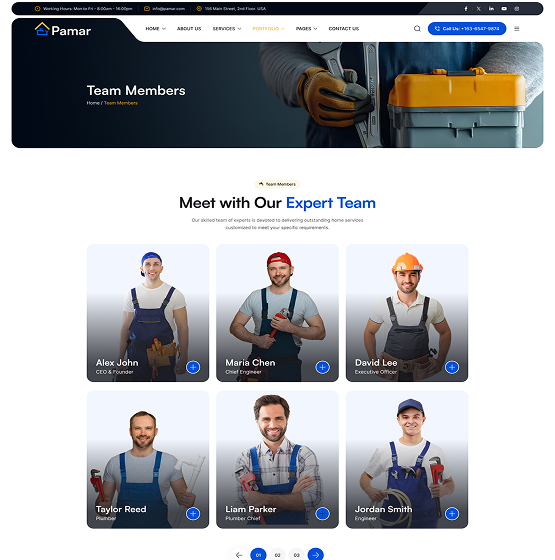 Working Hours: Mon to Fri - 8.00am - 16.00pm
info@pamar.com
156 Main Street, 2nd Floor. USA
Pamar
HOME
ABOUT US
SERVICES
PORTFOLIO
PAGES
CONTACT US
Call Us: +163-8547-9874
Team Members
Home / Team Members
Team Members
Meet with Our Expert Team
Our skilled team of experts is devoted to delivering outstanding home services
customized to meet your specific requirements.
Alex John
CEO & Founder
Maria Chen
Chief Engineer
David Lee
Executive Officer
Taylor Reed
Plumber
Liam Parker
Plumber Chief
Jordan Smith
Engineer
01
02
03